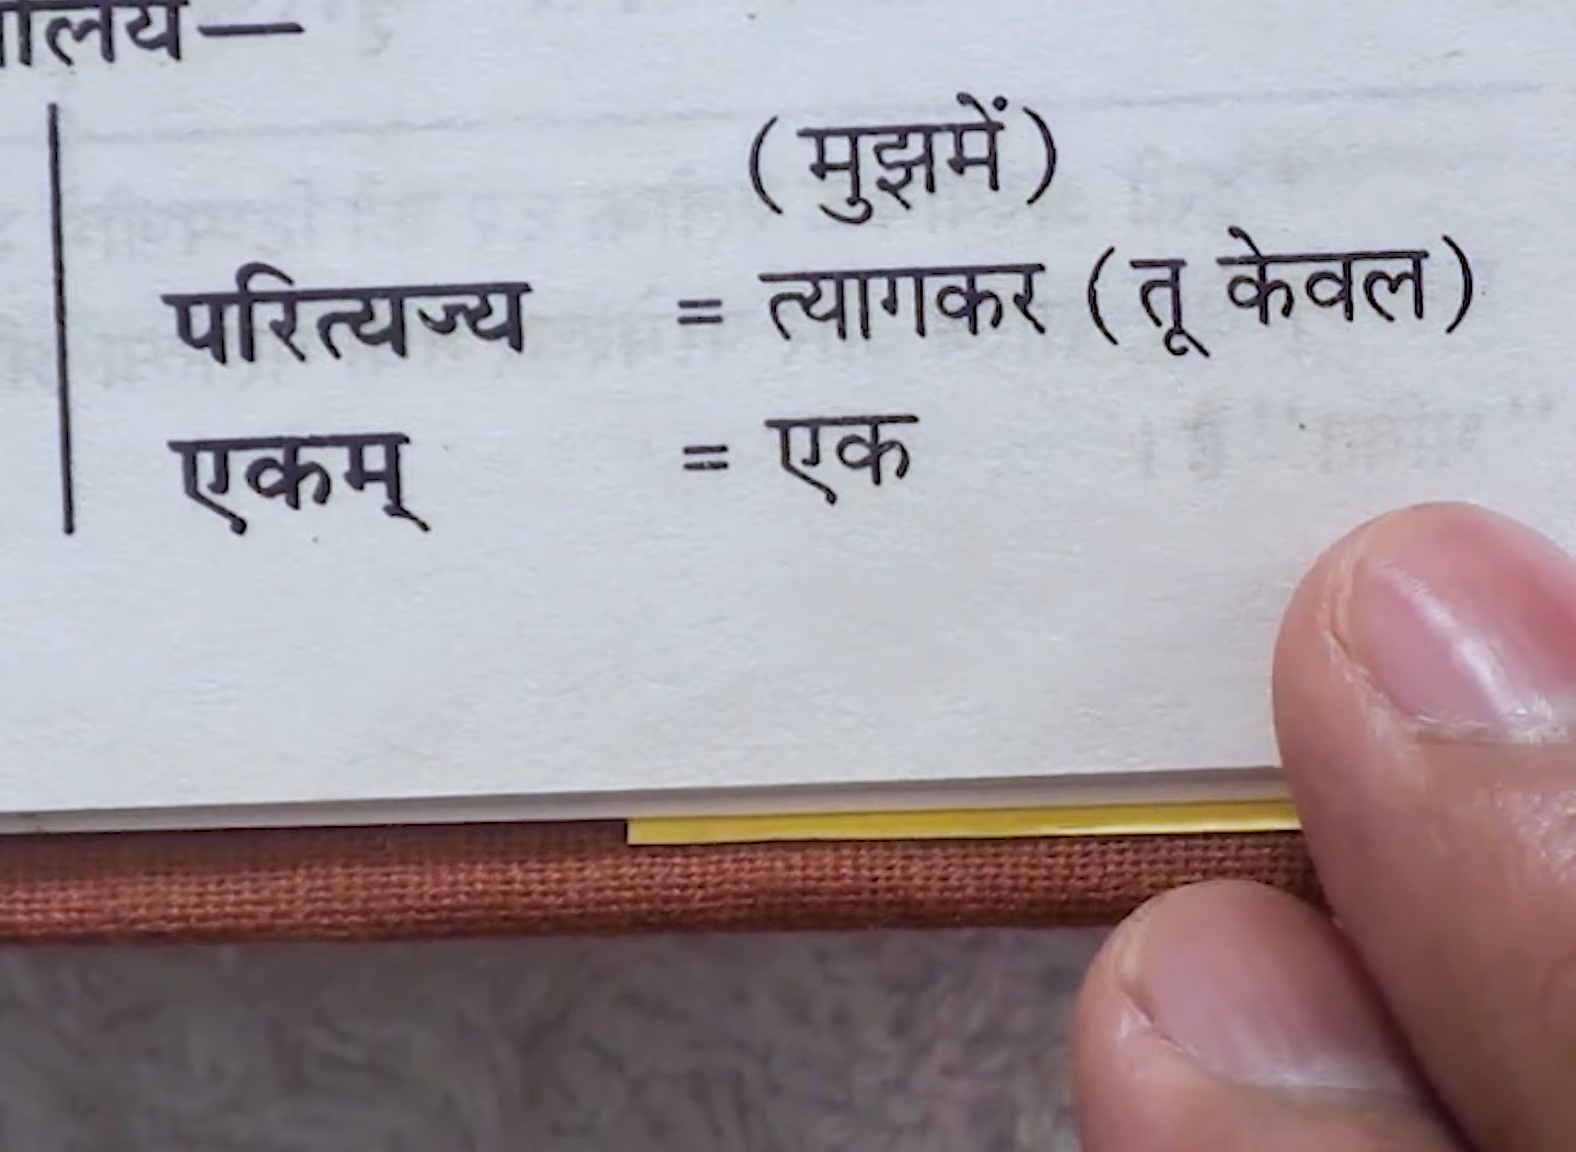 (मुझमें)
परित्यज्य = त्यागकर (तू केवल)
एकम् = एक